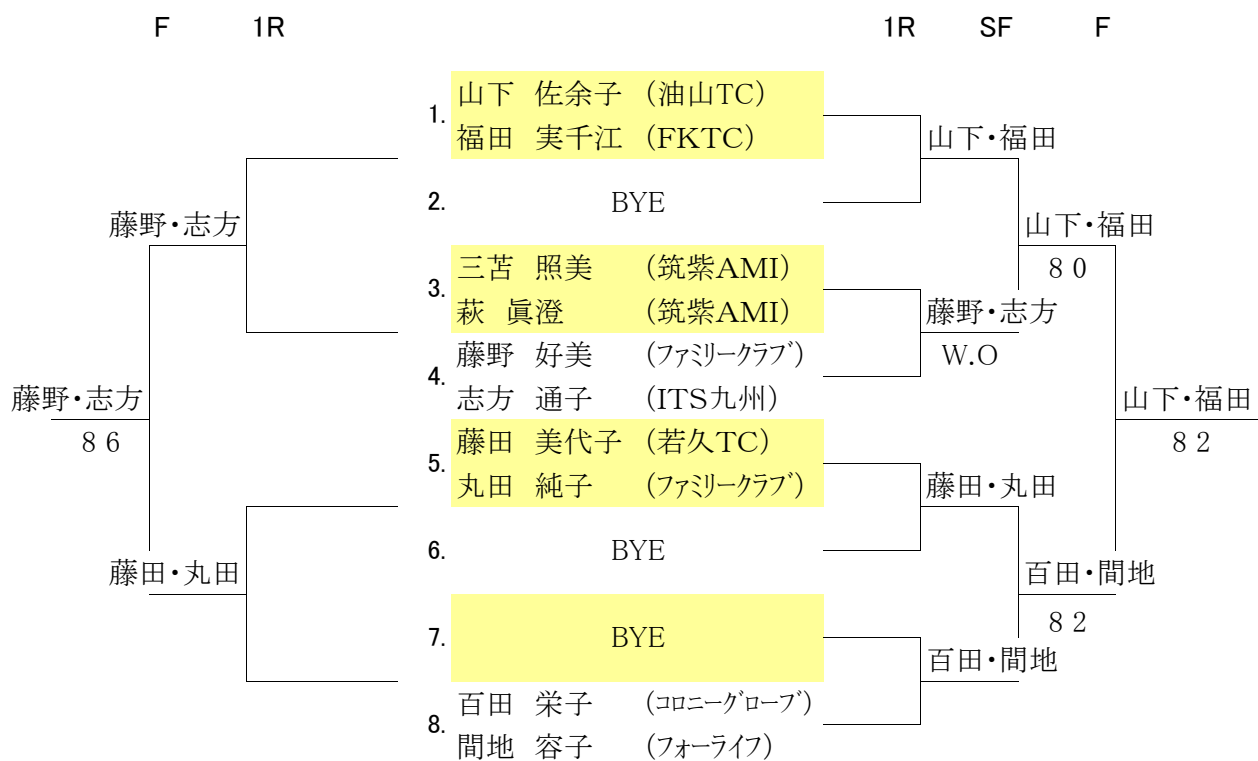 F 1R 1R SF F
1. 山下 佐余子 (油山TC)
福田 実千江 (FKTC)
山下・福田
2. BYE
藤野・志方
山下・福田
8 0
3. 三苫 照美 (筑紫AMI)
萩 眞澄 (筑紫AMI)
藤野・志方
W.O
4. 藤野 好美 (ファミリークラブ)
志方 通子 (ITS九州)
藤野・志方
8 6
山下・福田
8 2
5. 藤田 美代子 (若久TC)
丸田 純子 (ファミリークラブ)
藤田・丸田
6. BYE
藤田・丸田
百田・間地
8 2
7. BYE
百田・間地
8. 百田 栄子 (コロニーグローブ)
間地 容子 (フォーライフ)